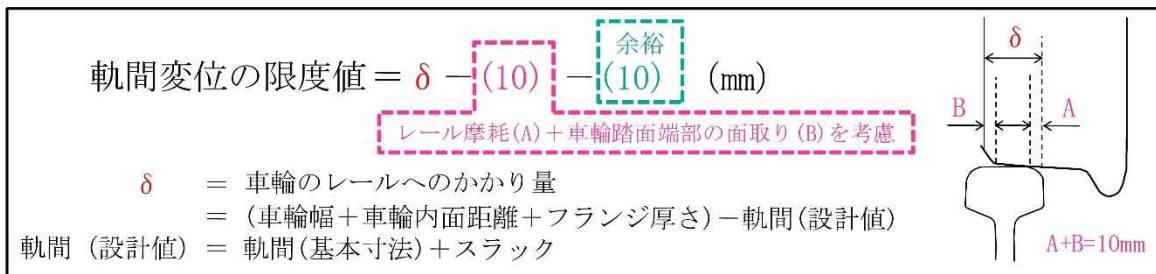 余裕
軌間変位の限度値＝δ－(10)－(10) (mm)
レール摩耗(A)＋車輪踏面端部の面取り(B)を考慮
δ ＝ 車輪のレールへのかかり量
＝（車輪幅＋車輪内面距離＋フランジ厚さ）－軌間(設計値)
軌間（設計値）＝ 軌間(基本寸法)＋スラック
δ
B
A
A+B=10mm